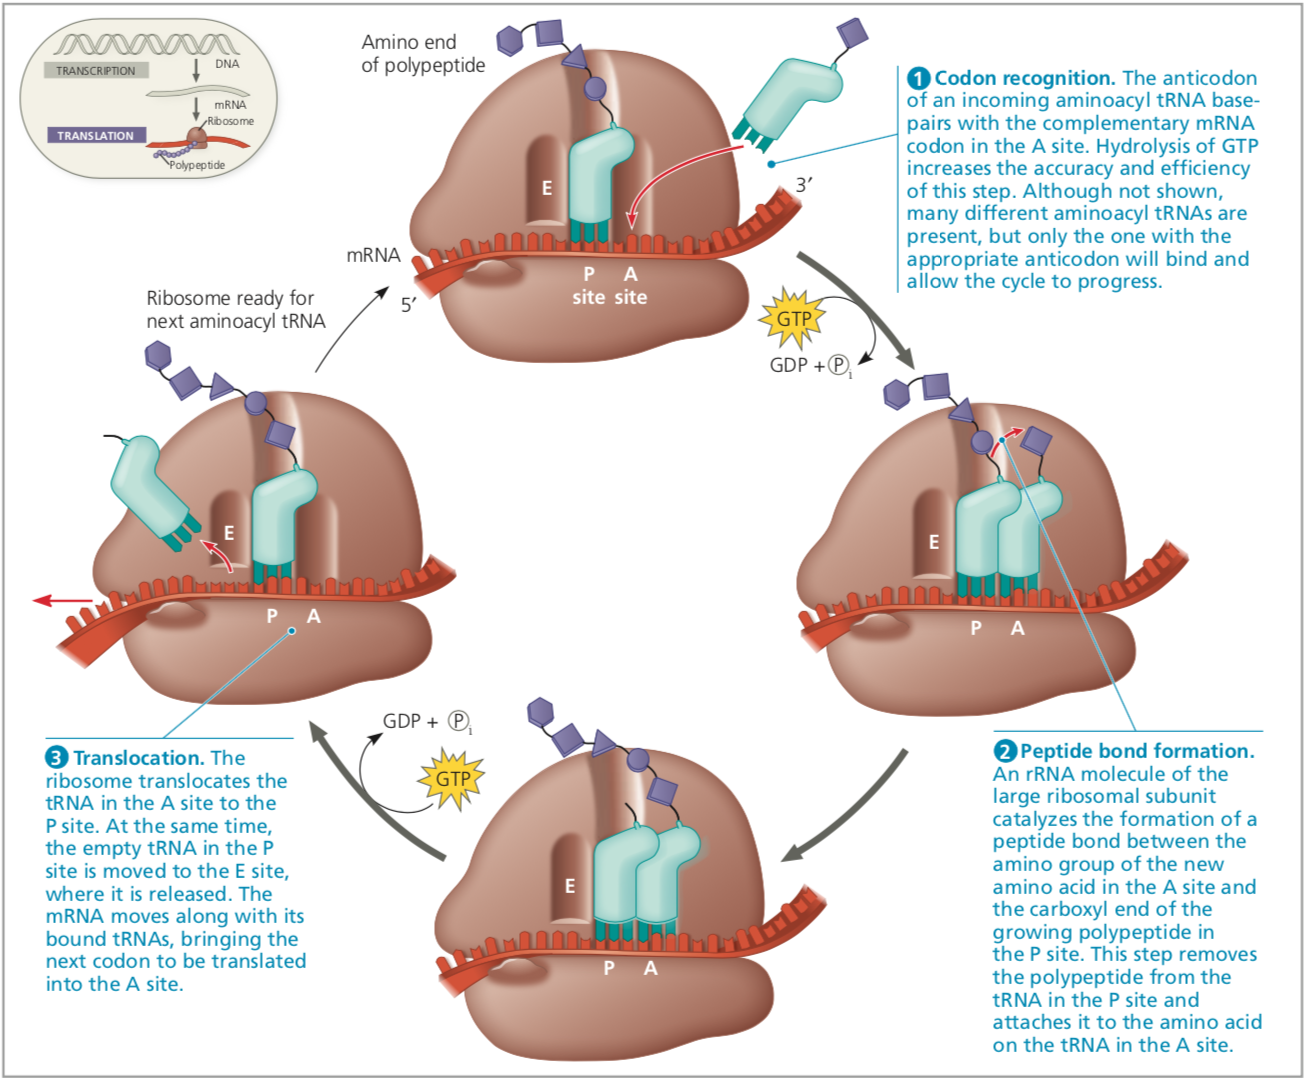 DNA
TRANSCRIPTION
mRNA
Ribosome
TRANSLATION
Polypeptide
Amino end
of polypeptide
E
mRNA
5′
3′
P A
site site
1 Codon recognition. The anticodon
of an incoming aminoacyl tRNA base-
pairs with the complementary mRNA
codon in the A site. Hydrolysis of GTP
increases the accuracy and efficiency
of this step. Although not shown,
many different aminoacyl tRNAs are
present, but only the one with the
appropriate anticodon will bind and
allow the cycle to progress.
GTP
GDP + Pi
E
P A
2 Peptide bond formation.
An rRNA molecule of the
large ribosomal subunit
catalyzes the formation of a
peptide bond between the
amino group of the new
amino acid in the A site and
the carboxyl end of the
growing polypeptide in
the P site. This step removes
the polypeptide from the
tRNA in the P site and
attaches it to the amino acid
on the tRNA in the A site.
E
P A
GDP + Pi
GTP
3 Translocation. The
ribosome translocates the
tRNA in the A site to the
P site. At the same time,
the empty tRNA in the P
site is moved to the E site,
where it is released. The
mRNA moves along with its
bound tRNAs, bringing the
next codon to be translated
into the A site.
E
P A
Ribosome ready for
next aminoacyl tRNA